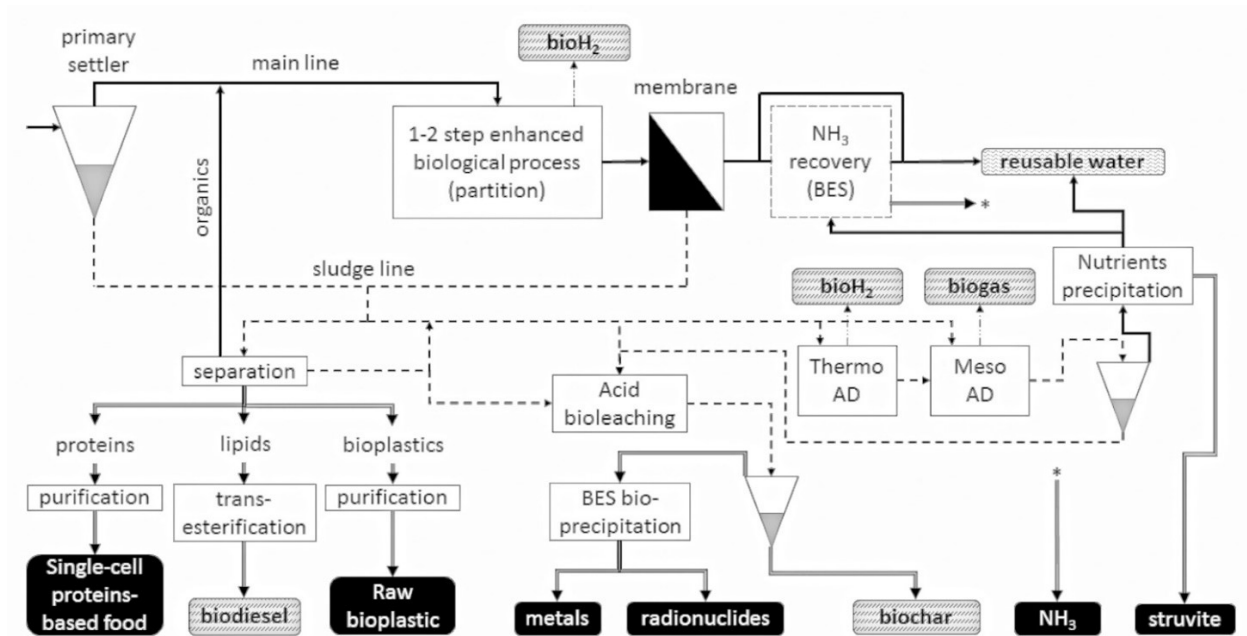 primary
settler
main line
bioH₂
membrane
1-2 step enhanced
biological process
(partition)
NH₃
recovery
(BES)
reusable water
*
organics
sludge line
Nutrients
precipitation
bioH₂
biogas
separation
Thermo
AD
Meso
AD
Acid
bioleaching
proteins
lipids
bioplastics
purification
trans-
esterification
purification
BES bio-
precipitation
*
Single-cell
proteins-
based food
biodiesel
Raw
bioplastic
metals
radionuclides
biochar
NH₃
struvite